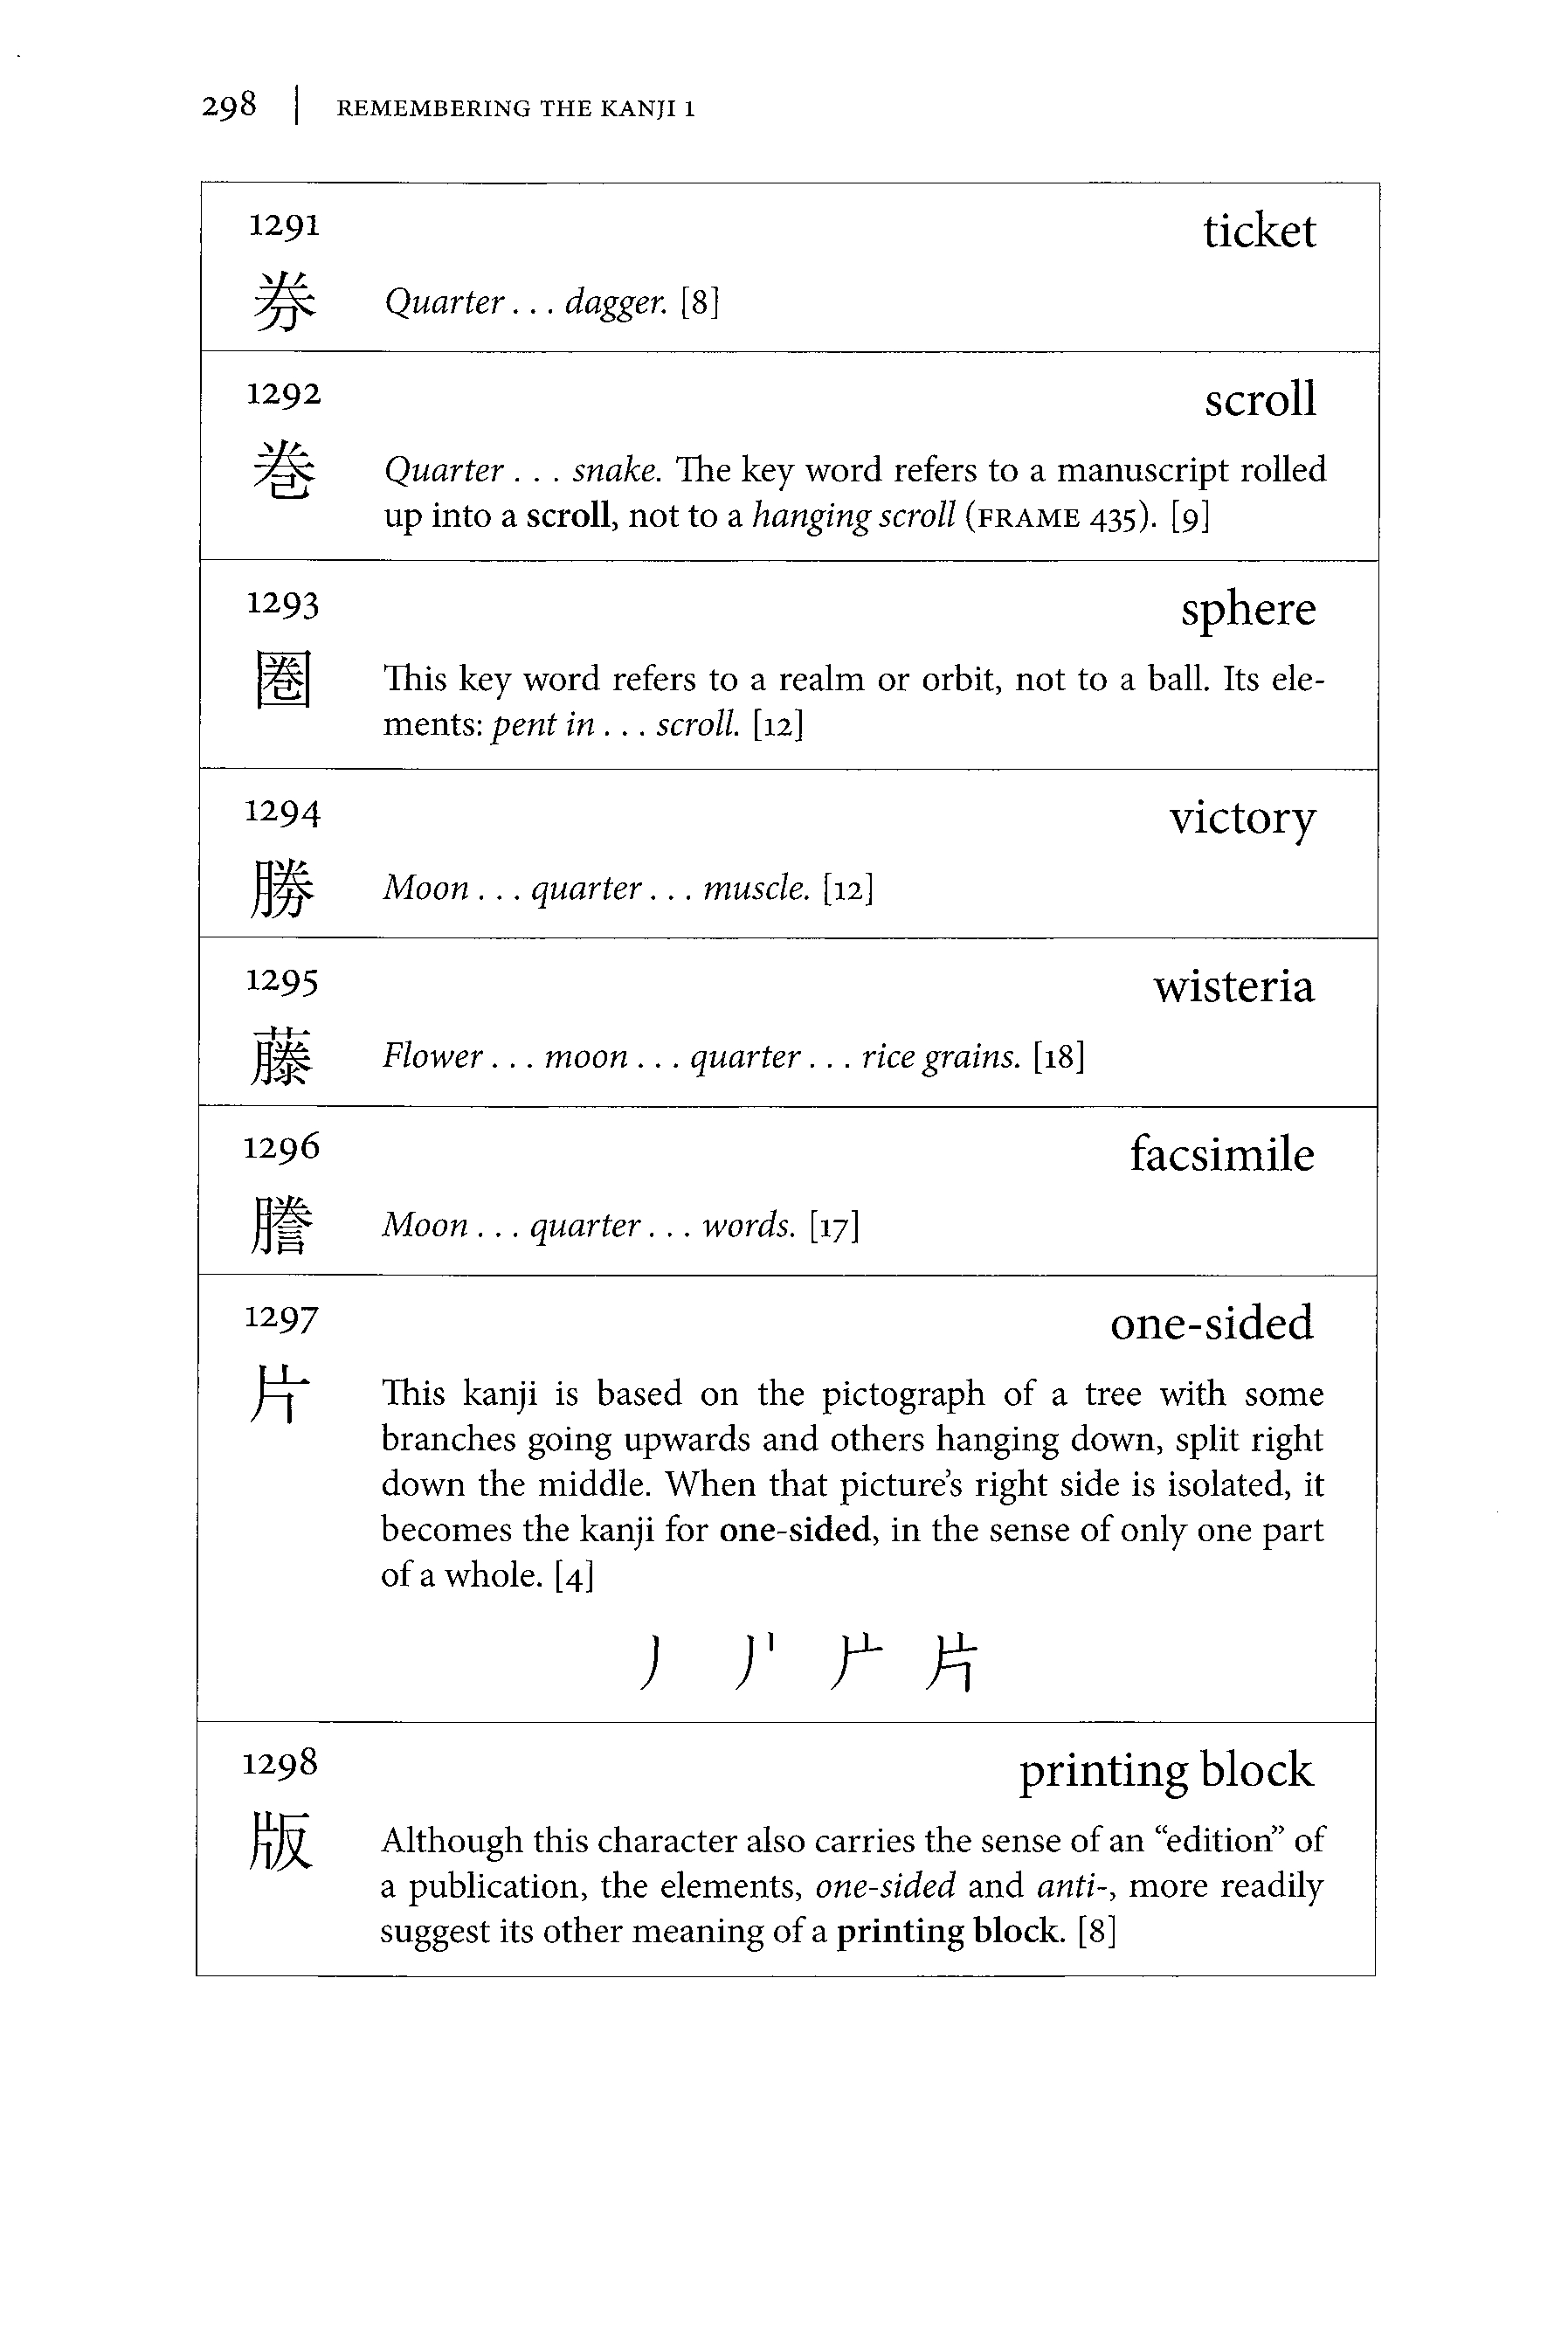 298 | REMEMBERING THE KANJI 1
1291 ticket
券 Quarter . . . dagger. [8]
1292 scroll
巻 Quarter . . . snake. The key word refers to a manuscript rolled
up into a scroll, not to a hanging scroll (FRAME 435). [9]
1293 sphere
圏 This key word refers to a realm or orbit, not to a ball. Its ele-
ments: pent in . . . scroll. [12]
1294 victory
勝 Moon . . . quarter . . . muscle. [12]
1295 wisteria
藤 Flower . . . moon . . . quarter . . . rice grains. [18]
1296 facsimile
謄 Moon . . . quarter . . . words. [17]
1297 one-sided
片 This kanji is based on the pictograph of a tree with some
branches going upwards and others hanging down, split right
down the middle. When that picture's right side is isolated, it
becomes the kanji for one-sided, in the sense of only one part
of a whole. [4]
片
1298 printing block
版 Although this character also carries the sense of an “edition” of
a publication, the elements, one-sided and anti-, more readily
suggest its other meaning of a printing block. [8]